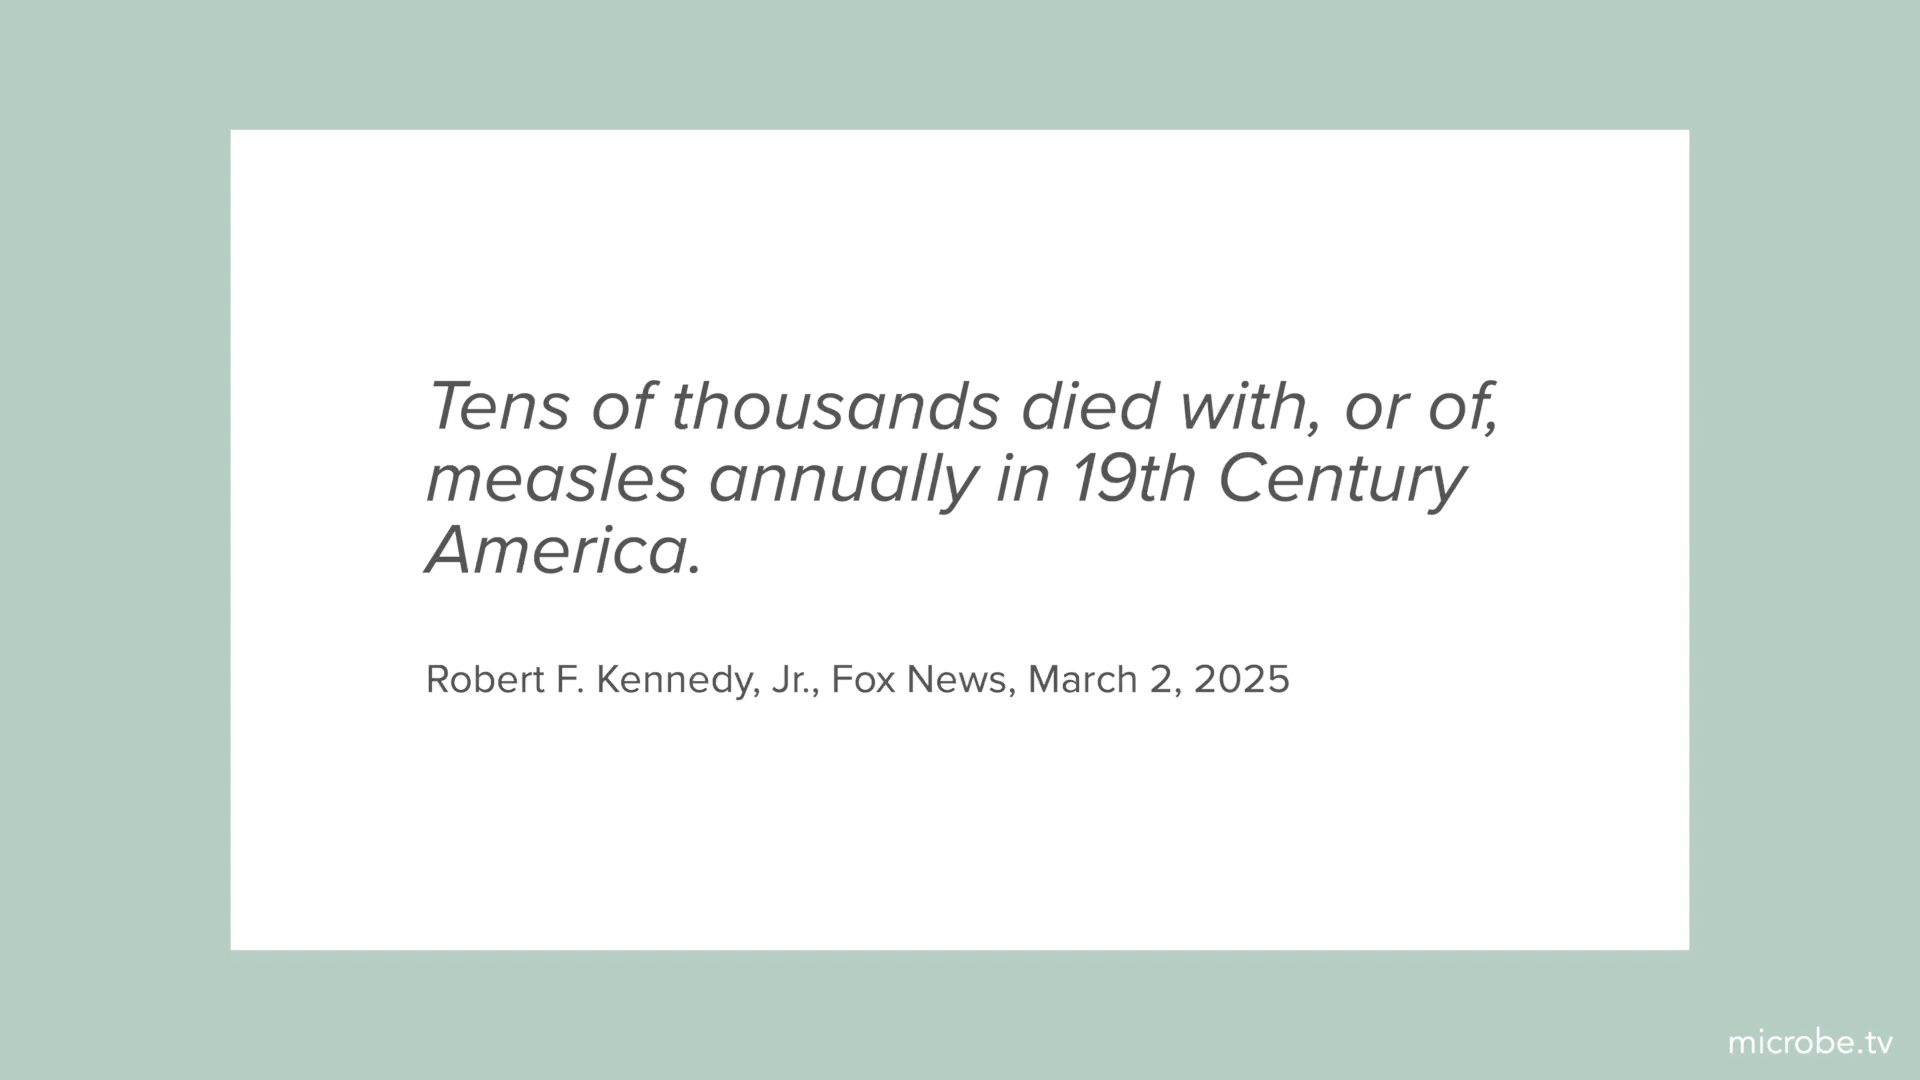 Tens of thousands died with, or of,
measles annually in 19th Century
America.
Robert F. Kennedy, Jr., Fox News, March 2, 2025
microbe.tv